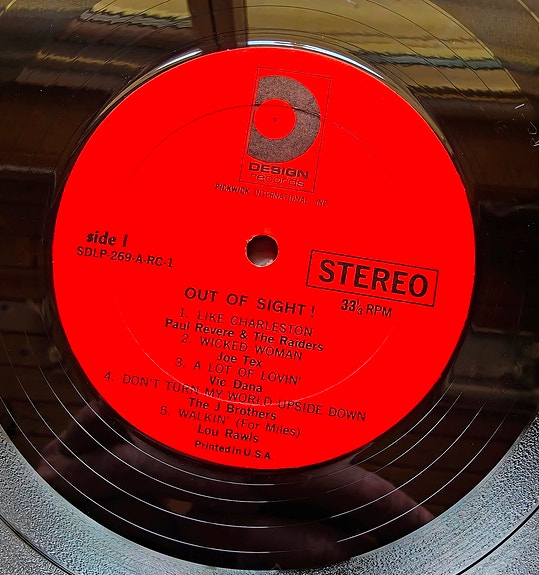 DESIGN
records
PICKWICK INTERNATIONAL INC.
side 1
SDLP-269-A-RC-1
STEREO
33⅓ RPM
OUT OF SIGHT!
1. LIKE CHARLESTON
Paul Revere & The Raiders
2. WICKED WOMAN
Joe Tex
3. A LOT OF LOVIN'
Vic Dana
4. DON'T TURN MY WORLD UPSIDE DOWN
The J Brothers
5. WALKIN' (For Miles)
Lou Rawls
Printed in U.S.A.